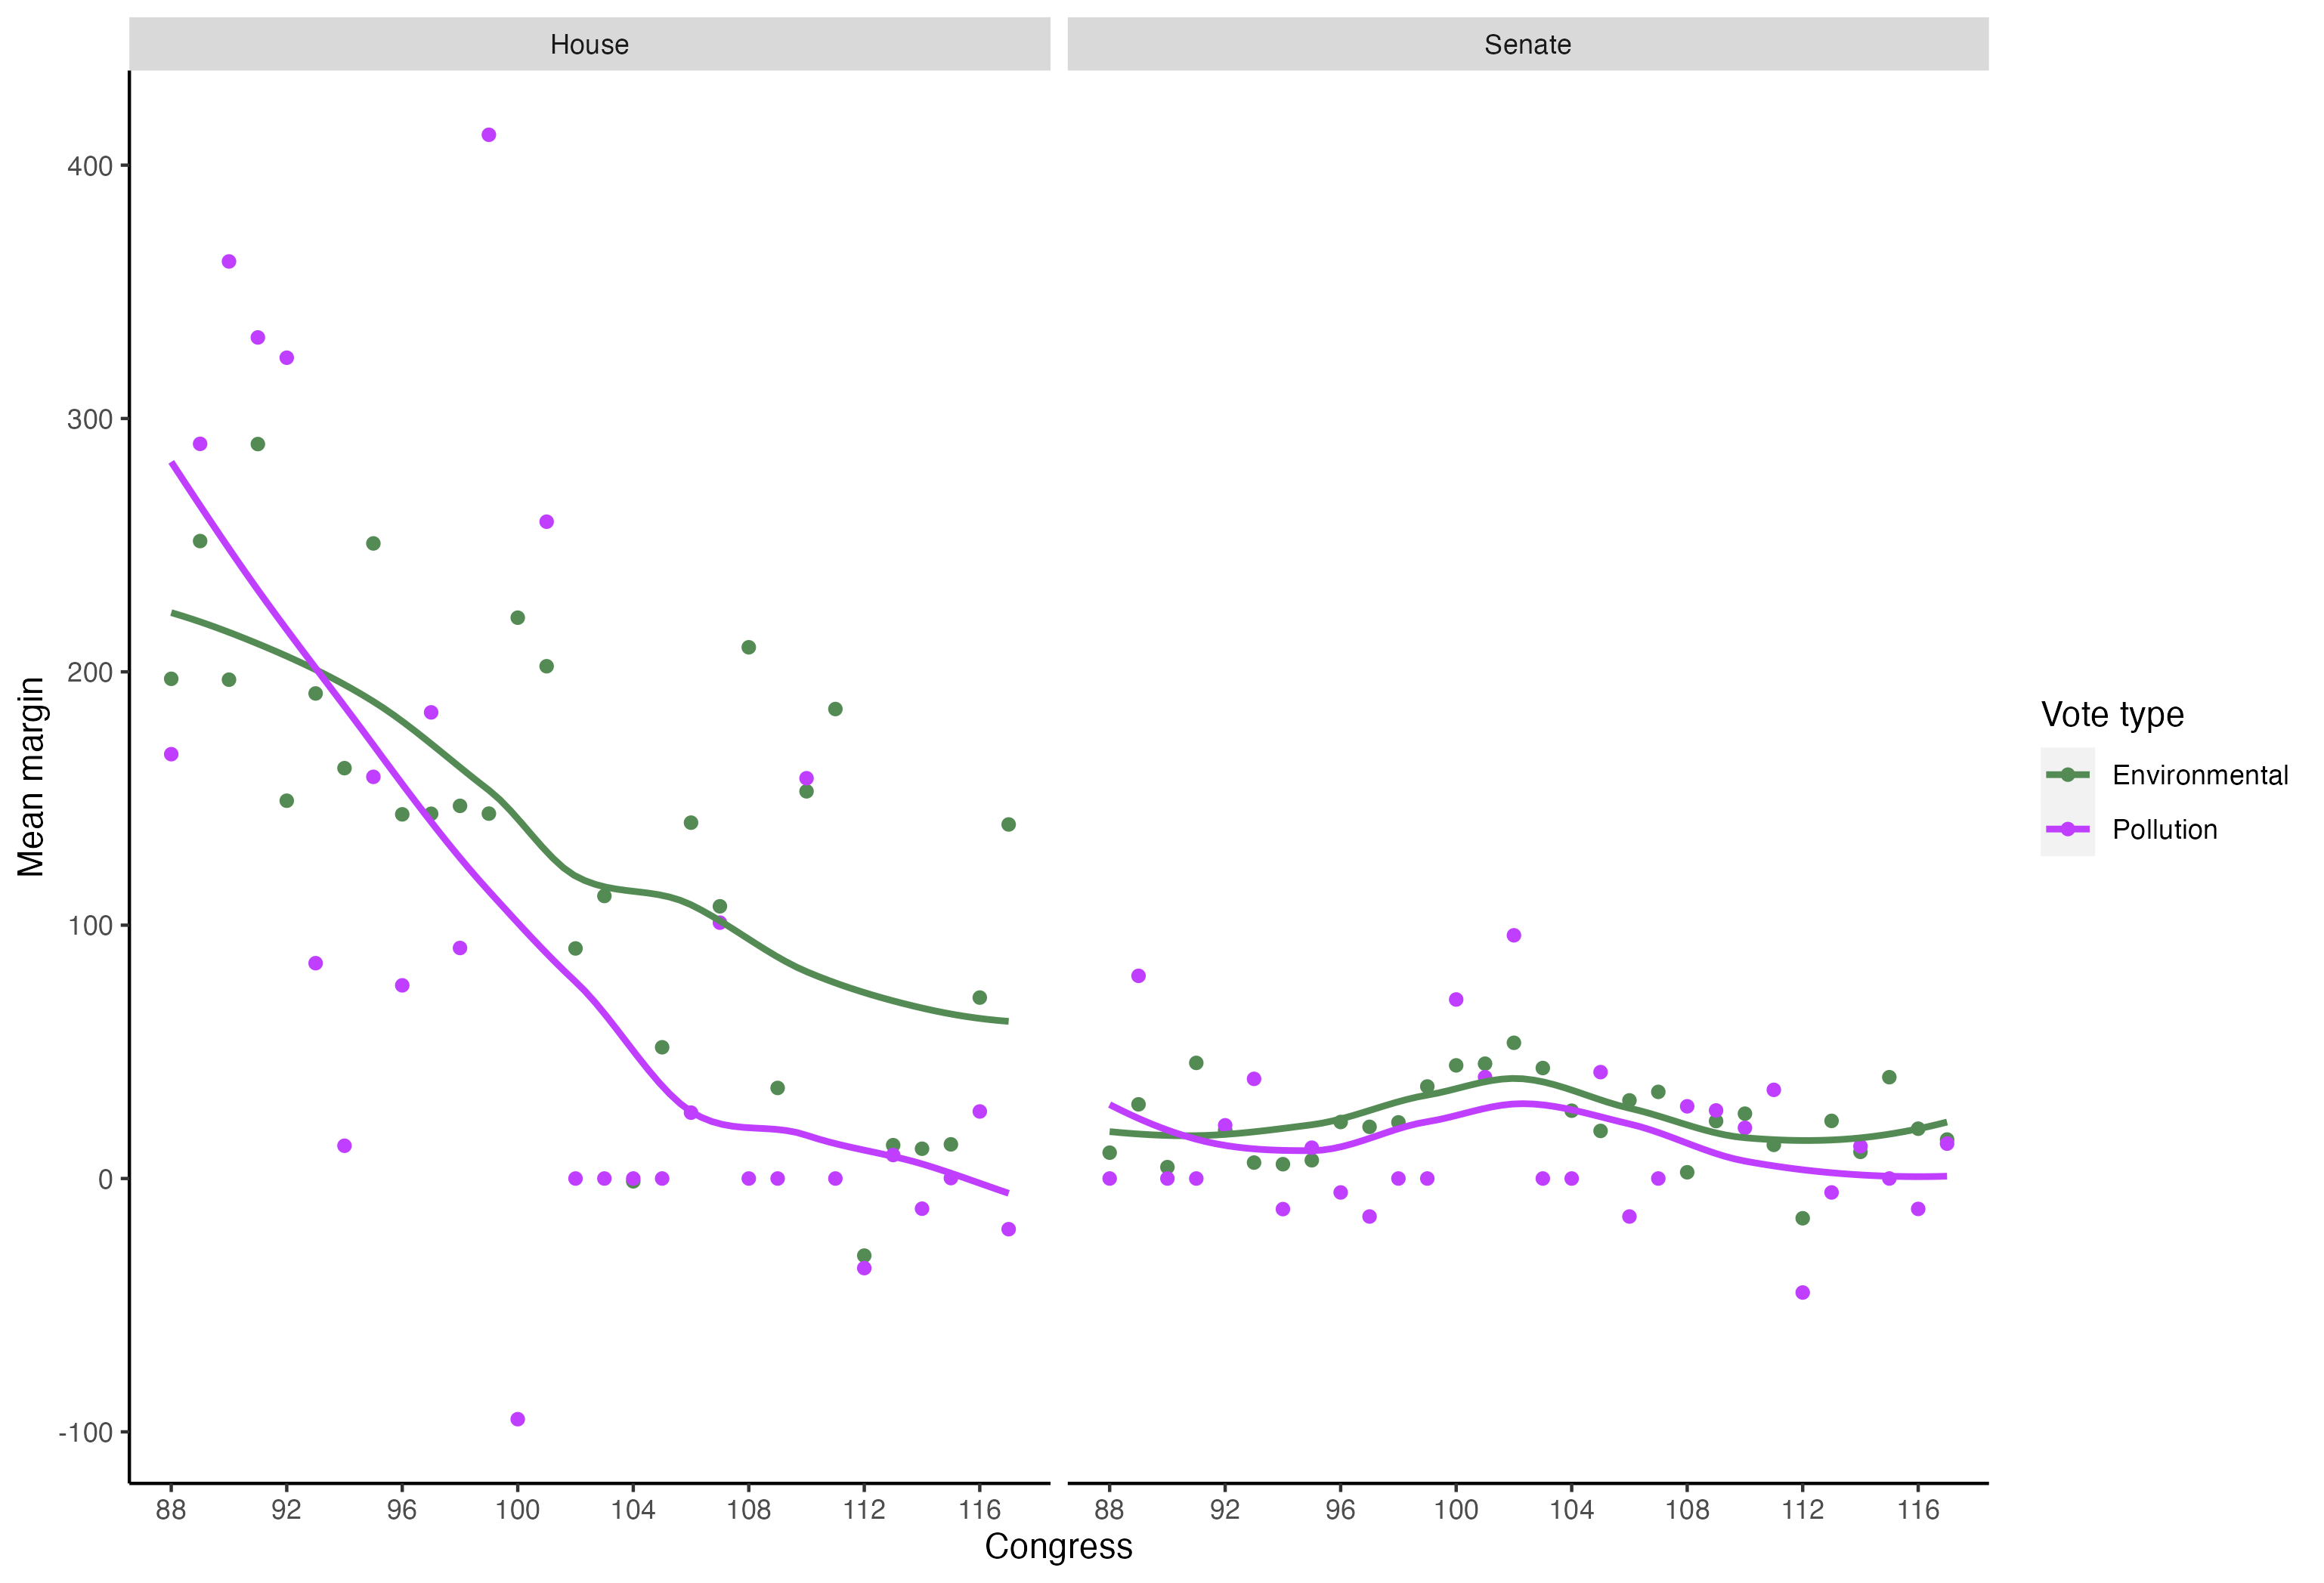 House
Senate
400
300
200
100
0
-100
Mean margin
88 92 96 100 104 108 112 116
88 92 96 100 104 108 112 116
Congress
Vote type
Environmental
Pollution